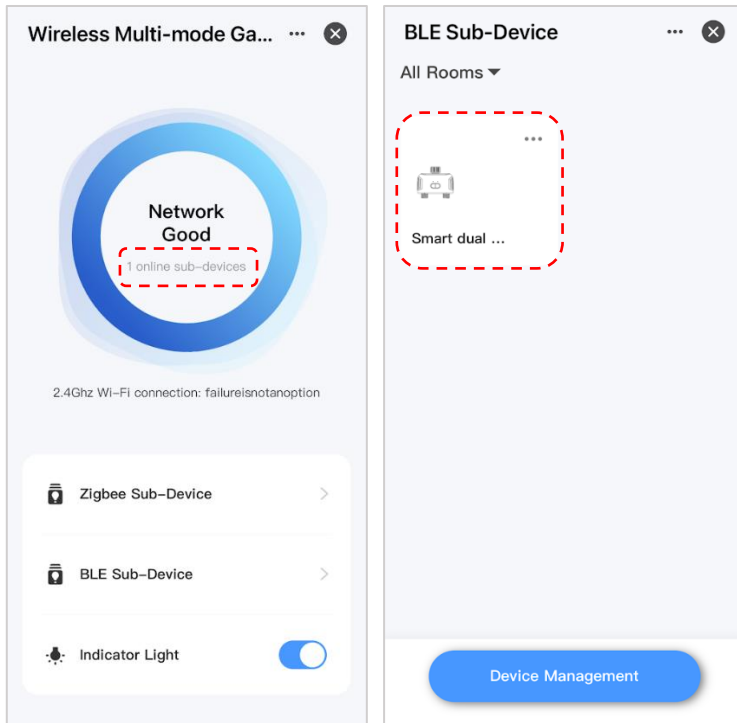 Wireless Multi-mode Ga...
Network
Good
1 online sub-devices
2.4Ghz Wi-Fi connection: failureisnotanoption
Zigbee Sub-Device
BLE Sub-Device
Indicator Light
BLE Sub-Device
All Rooms
Smart dual ...
Device Management